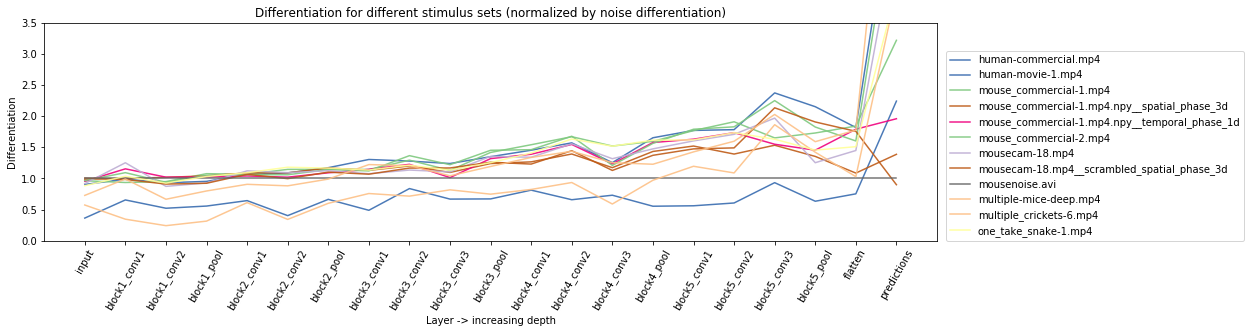 Differentiation for different stimulus sets (normalized by noise differentiation)
3.5
3.0
2.5
2.0
1.5
1.0
0.5
0.0
Differentiation
input
block1_conv1
block1_conv2
block1_pool
block2_conv1
block2_conv2
block2_pool
block3_conv1
block3_conv2
block3_conv3
block3_pool
block4_conv1
block4_conv2
block4_conv3
block4_pool
block5_conv1
block5_conv2
block5_conv3
block5_pool
flatten
predictions
Layer -> increasing depth
human-commercial.mp4
human-movie-1.mp4
mouse_commercial-1.mp4
mouse_commercial-1.mp4.npy__spatial_phase_3d
mouse_commercial-1.mp4.npy__temporal_phase_1d
mouse_commercial-2.mp4
mousecam-18.mp4
mousecam-18.mp4__scrambled_spatial_phase_3d
mousenoise.avi
multiple-mice-deep.mp4
multiple_crickets-6.mp4
one_take_snake-1.mp4